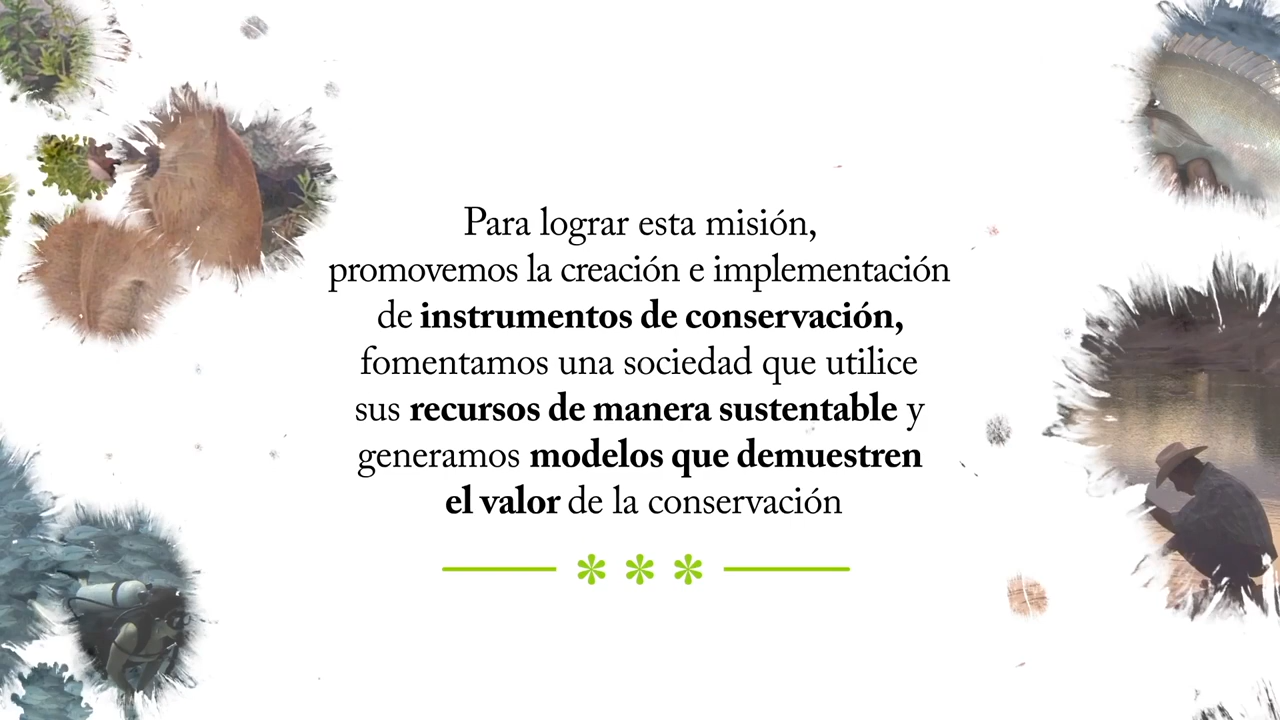 Para lograr esta misión,
promovemos la creación e implementación
de instrumentos de conservación,
fomentamos una sociedad que utilice
sus recursos de manera sustentable y
generamos modelos que demuestren
el valor de la conservación